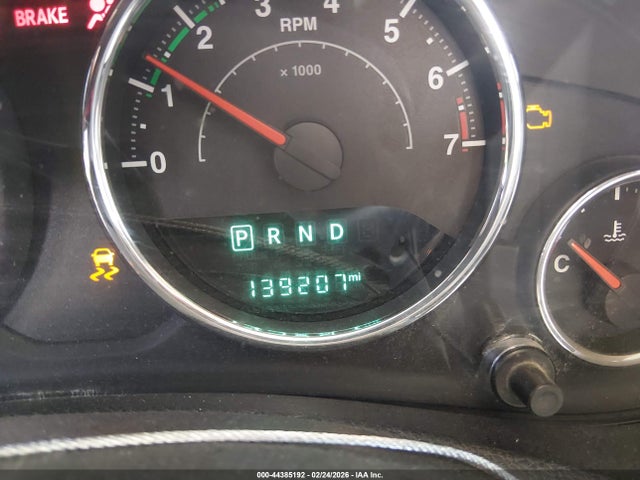 BRAKE
0 1 2 3 4 5 6 7
RPM
x 1000
P R N D
139207 mi
C
000-44385192 02/24/2026 IAA Inc.